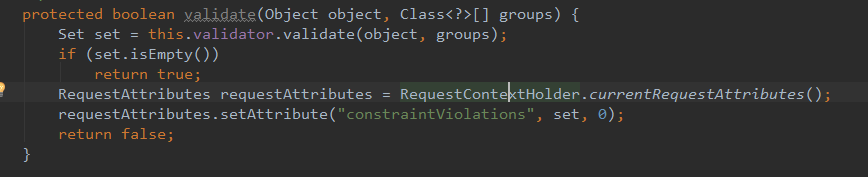 protected boolean validate(Object object, Class<?>[] groups) {
    Set set = this.validator.validate(object, groups);
    if (set.isEmpty())
        return true;
    RequestAttributes requestAttributes = RequestContextHolder.currentRequestAttributes();
    requestAttributes.setAttribute("constraintViolations", set, 0);
    return false;
}